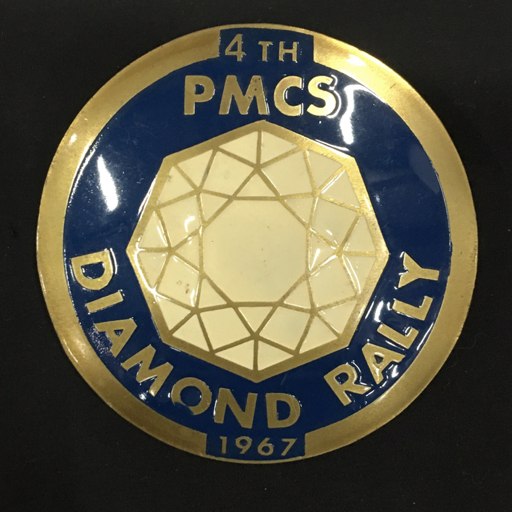 4TH
PMCS
DIAMOND RALLY
1967